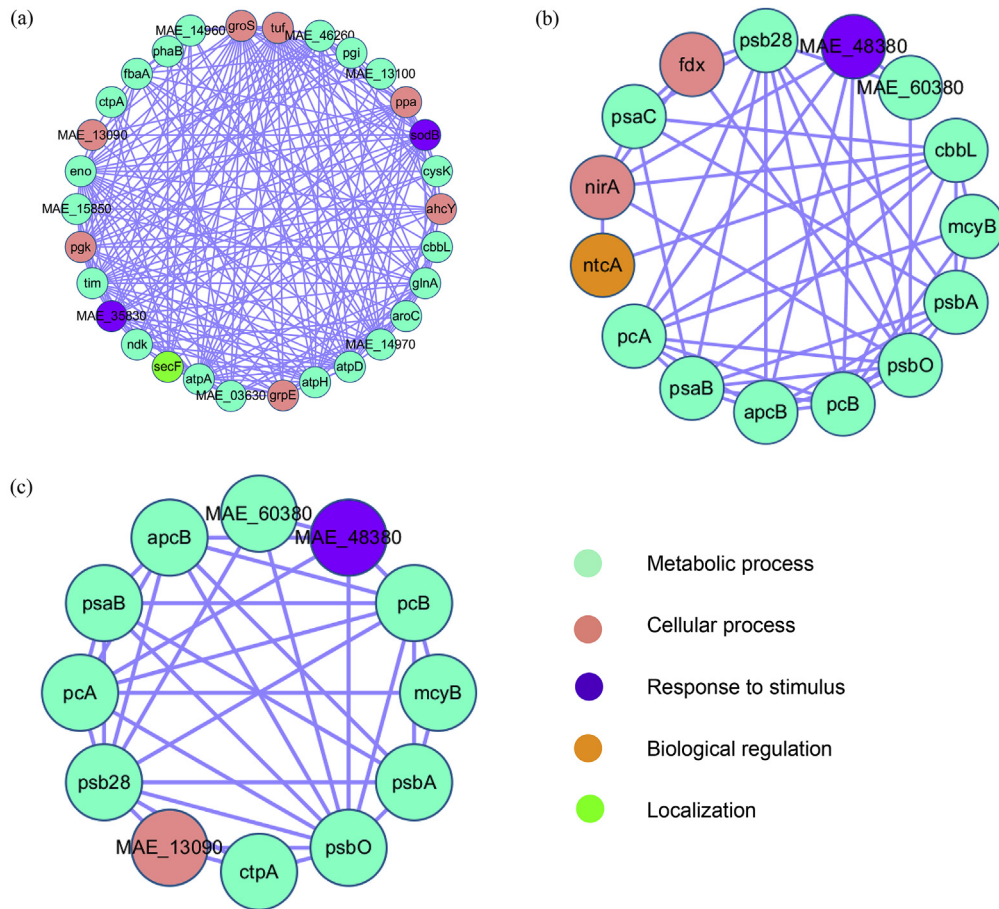 (a)
groS
tuf
MAE_14960
MAE_46260
phaB
pgi
fbaA
MAE_13100
ctpA
ppa
MAE_13090
sodB
eno
cysK
MAE_15850
ahcY
pgk
cbbL
tim
glnA
MAE_35830
aroC
ndk
MAE_14970
secF
atpD
atpA
atpH
MAE_03630
grpE
(b)
psb28
MAE_48380
fdx
MAE_60380
psaC
cbbL
nirA
mcyB
ntcA
psbA
pcA
psbO
psaB
pcB
apcB
(c)
MAE_60380
MAE_48380
apcB
psaB
pcB
pcA
mcyB
psb28
psbA
MAE_13090
psbO
ctpA
Metabolic process
Cellular process
Response to stimulus
Biological regulation
Localization